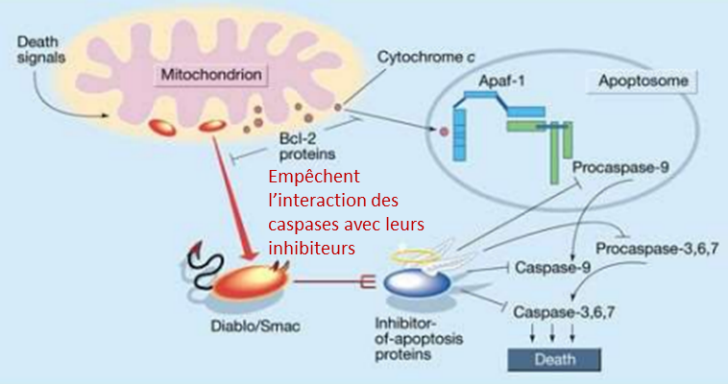 Death
signals
Mitochondrion
Cytochrome c
Apaf-1
Apoptosome
Bcl-2
proteins
Procaspase-9
Empêchent
l'interaction des
caspases avec leurs
inhibiteurs
Procaspase-3,6,7
Caspase-9
Diablo/Smac
Inhibitor-
of-apoptosis
proteins
Caspase-3,6,7
Death